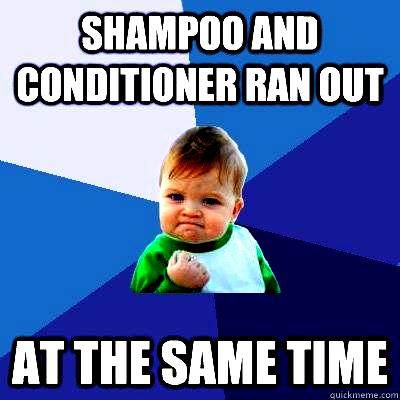 SHAMPOO AND
CONDITIONER RAN OUT
AT THE SAME TIME
quickmeme.com